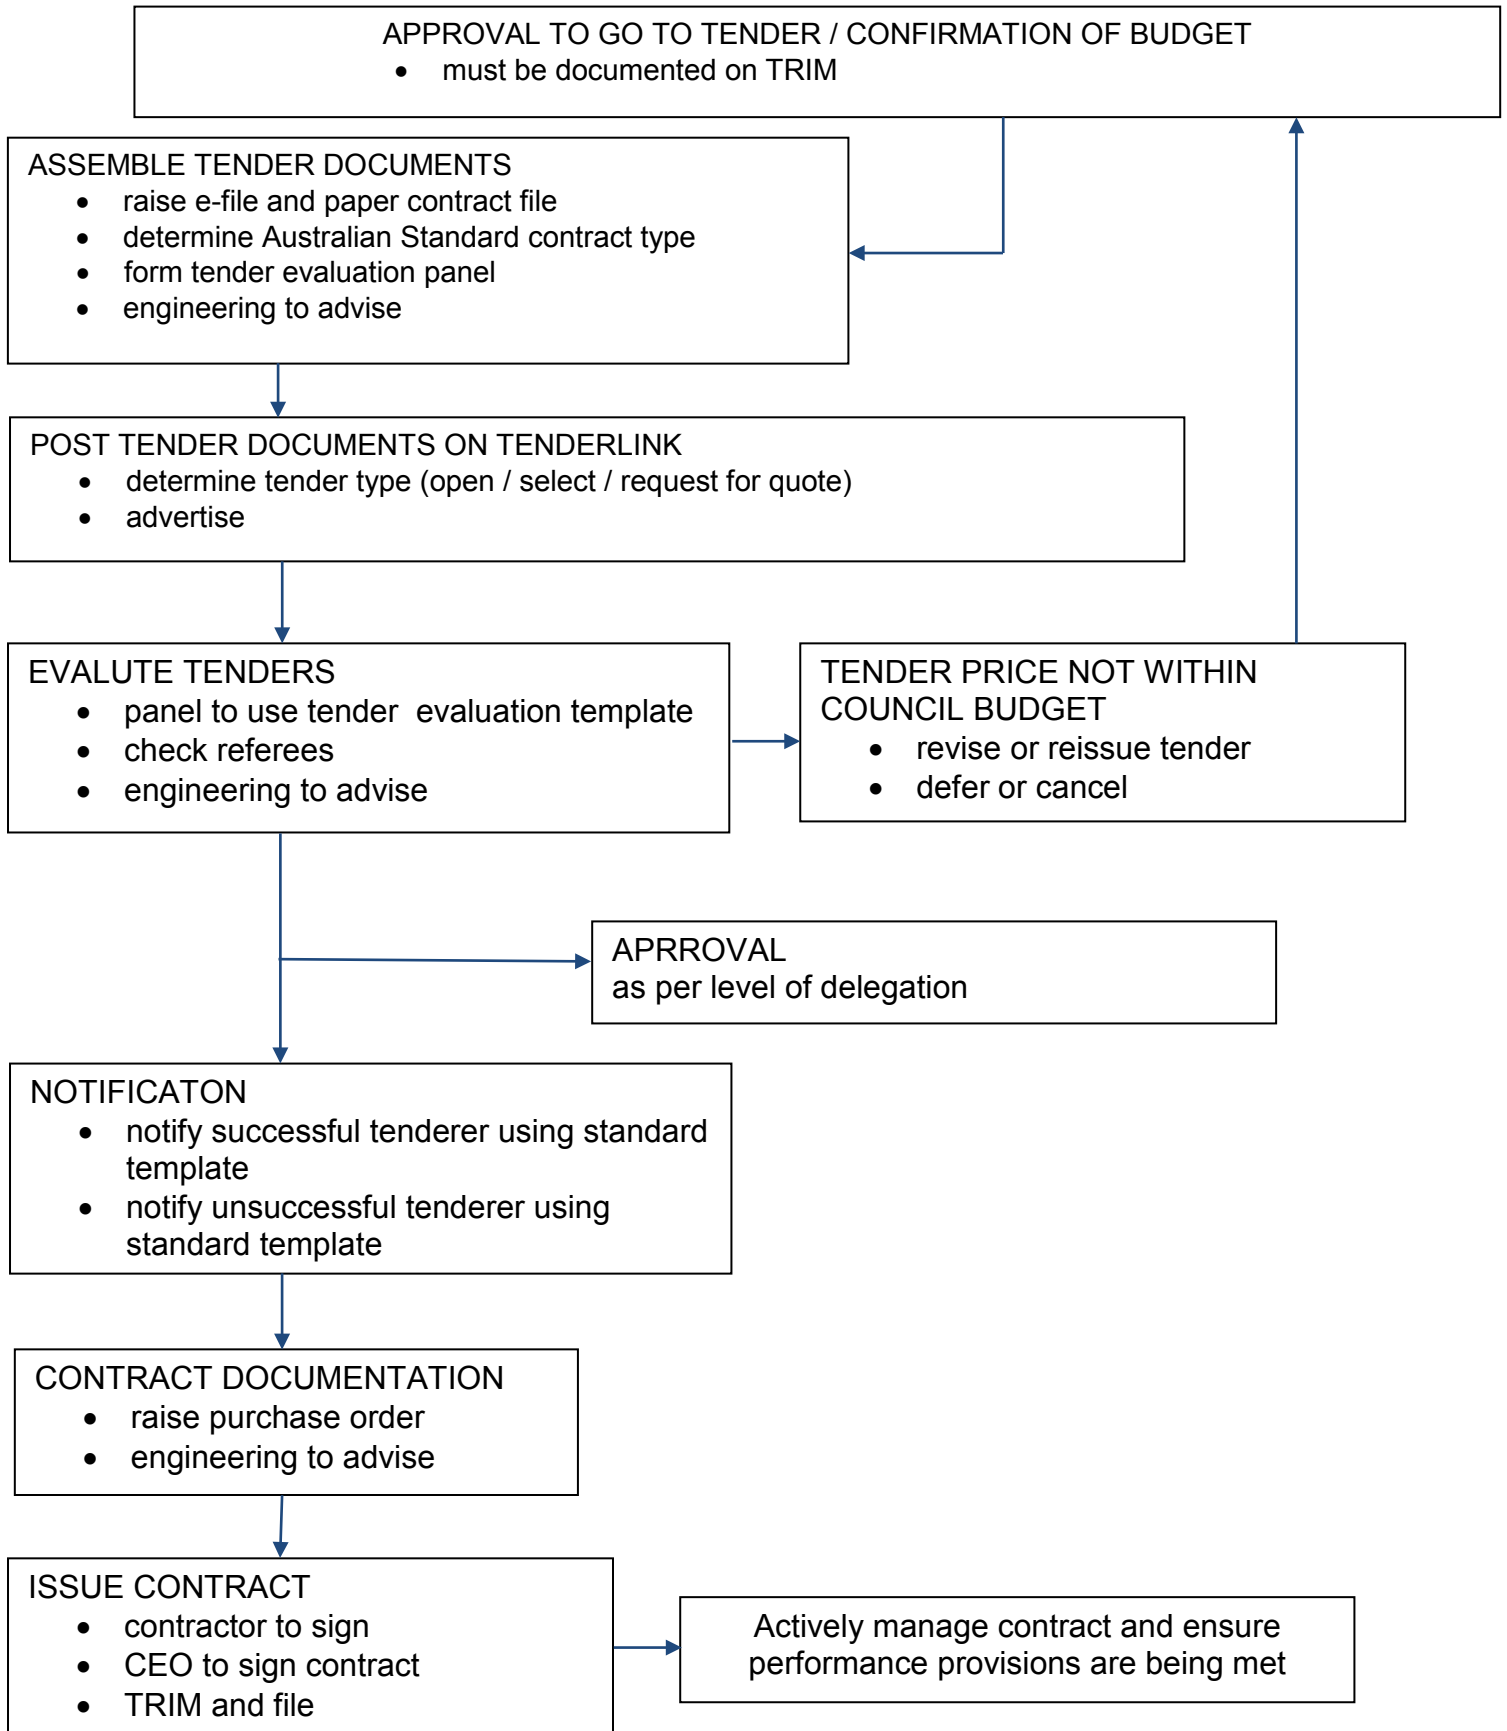 APPROVAL TO GO TO TENDER / CONFIRMATION OF BUDGET
• must be documented on TRIM
ASSEMBLE TENDER DOCUMENTS
• raise e-file and paper contract file
• determine Australian Standard contract type
• form tender evaluation panel
• engineering to advise
POST TENDER DOCUMENTS ON TENDERLINK
• determine tender type (open / select / request for quote)
• advertise
EVALUTE TENDERS
• panel to use tender evaluation template
• check referees
• engineering to advise
TENDER PRICE NOT WITHIN
COUNCIL BUDGET
• revise or reissue tender
• defer or cancel
APRROVAL
as per level of delegation
NOTIFICATON
• notify successful tenderer using standard
template
• notify unsuccessful tenderer using
standard template
CONTRACT DOCUMENTATION
• raise purchase order
• engineering to advise
ISSUE CONTRACT
• contractor to sign
• CEO to sign contract
• TRIM and file
Actively manage contract and ensure
performance provisions are being met